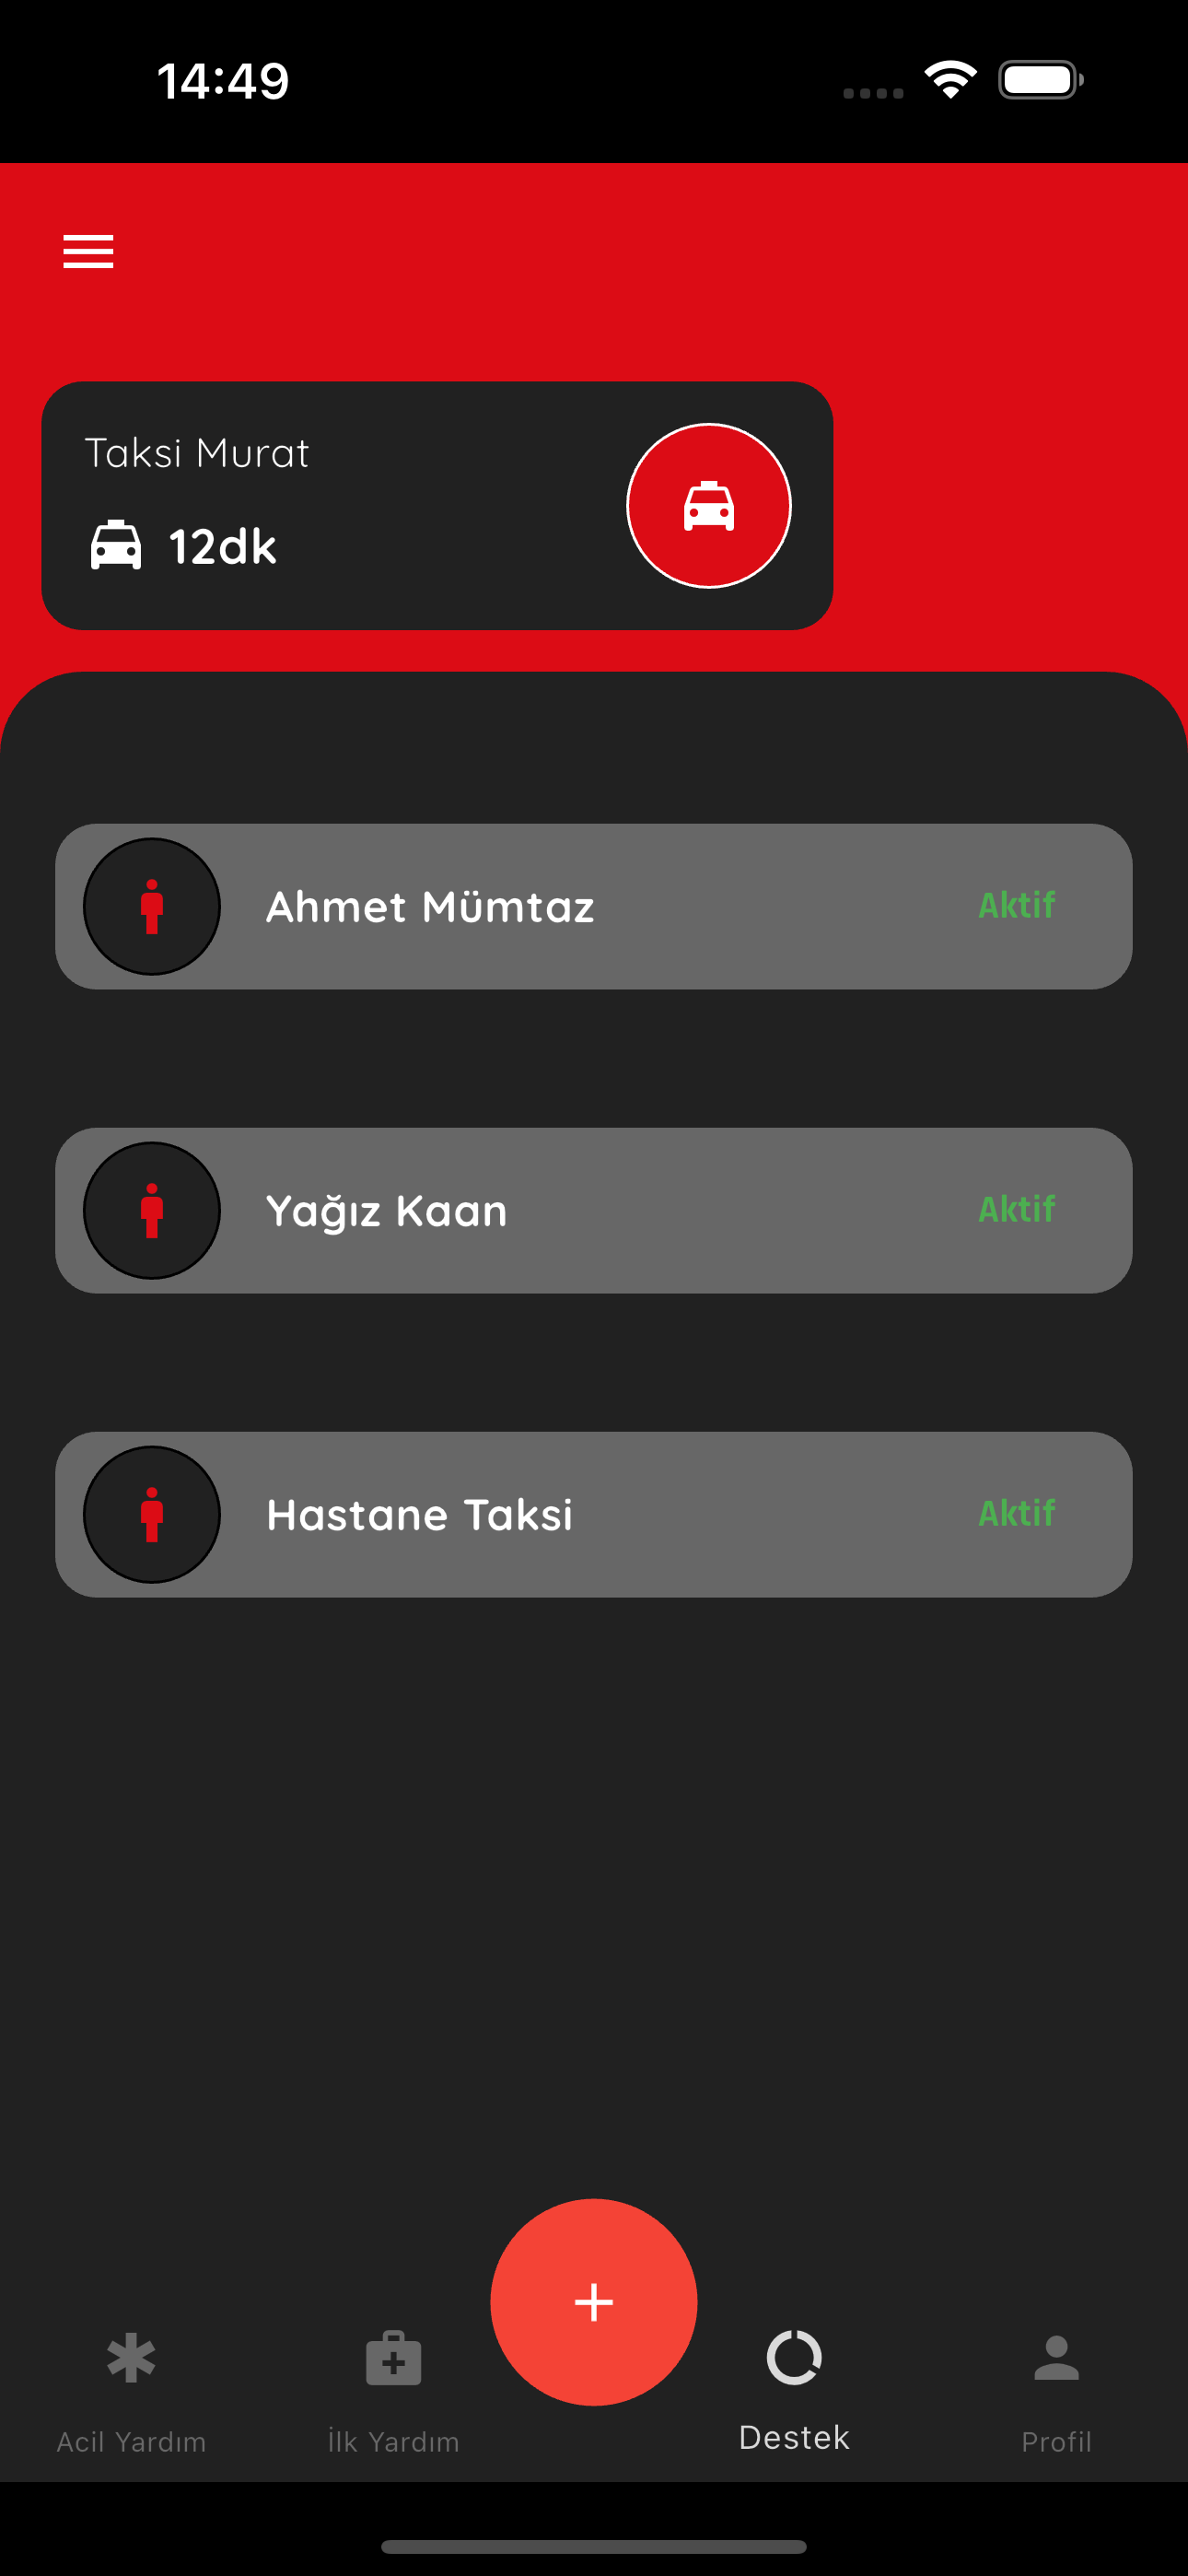 14:49
Taksi Murat
12dk
Ahmet Mümtaz
Aktif
Yağız Kaan
Aktif
Hastane Taksi
Aktif
Acil Yardım
İlk Yardım
Destek
Profil